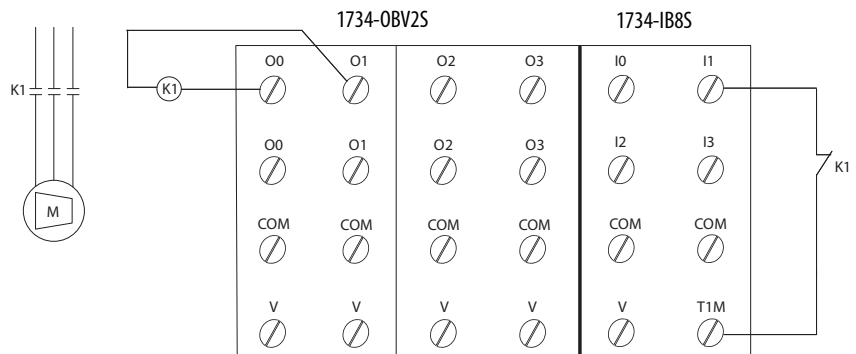 1734-OBV2S 1734-IB8S
O0 O1 O2 O3 I0 I1
K1 K1
O0 O1 O2 O3 I2 I3
K1
M
COM COM COM COM COM COM
V V V V V T1M